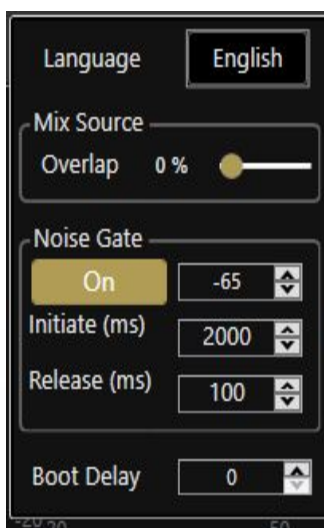 Language English
Mix Source
Overlap 0 %
Noise Gate
On -65
Initiate (ms) 2000
Release (ms) 100
Boot Delay 0